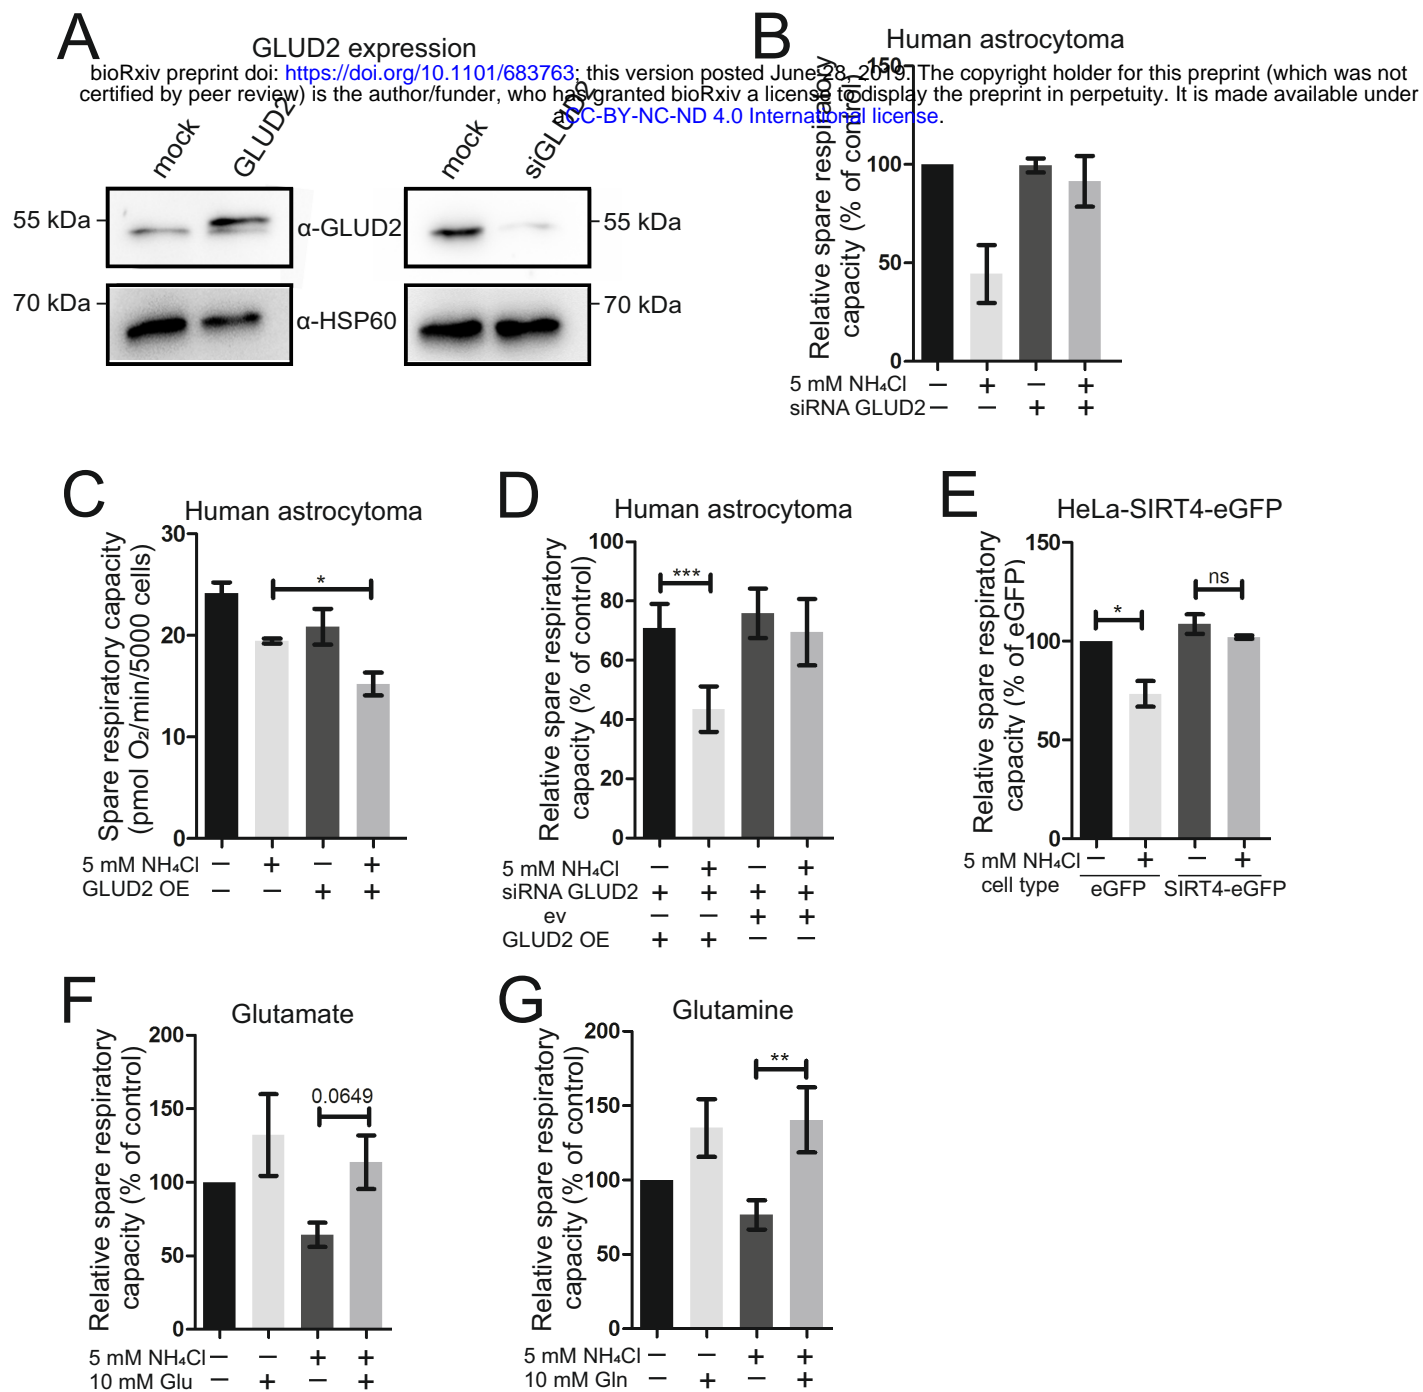 A
GLUD2 expression
B
Human astrocytoma
bioRxiv preprint doi: https://doi.org/10.1101/683763; this version posted June 28, 2019. The copyright holder for this preprint (which was not
certified by peer review) is the author/funder, who has granted bioRxiv a license to display the preprint in perpetuity. It is made available under
aCC-BY-NC-ND 4.0 International license.
mock
GLUD2
mock
siGLUD2
55 kDa
α-GLUD2
55 kDa
70 kDa
α-HSP60
70 kDa
Relative spare respiratory
capacity (% of control)
150
100
50
0
5 mM NH₄Cl − + − +
siRNA GLUD2 − − + +
C
Human astrocytoma
Spare respiratory capacity
(pmol O₂/min/5000 cells)
30
20
10
0
*
5 mM NH₄Cl − + − +
GLUD2 OE − − + +
D
Human astrocytoma
Relative spare respiratory
capacity (% of control)
100
80
60
40
20
0
***
5 mM NH₄Cl − + − +
siRNA GLUD2 + + + +
ev − − + +
GLUD2 OE + + − −
E
HeLa-SIRT4-eGFP
Relative spare respiratory
capacity (% of eGFP)
150
100
50
0
*
ns
5 mM NH₄Cl − + − +
cell type eGFP SIRT4-eGFP
F
Glutamate
Relative spare respiratory
capacity (% of control)
200
150
100
50
0
0.0649
5 mM NH₄Cl − − + +
10 mM Glu − + − +
G
Glutamine
Relative spare respiratory
capacity (% of control)
200
150
100
50
0
**
5 mM NH₄Cl − − + +
10 mM Gln − + − +